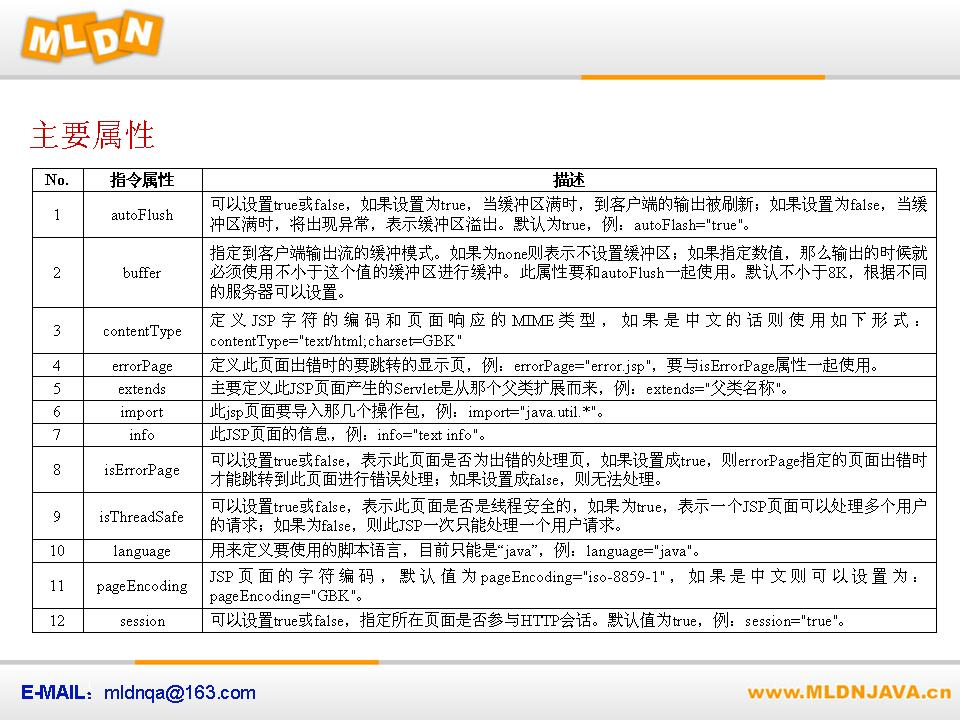 MLDN
主要属性
No. 指令属性 描述
1 autoFlush 可以设置true或false，如果设置为true，当缓冲区满时，到客户端的输出被刷新；如果设置为false，当缓
冲区满时，将出现异常，表示缓冲区溢出。默认为true，例：autoFlash="true"。
2 buffer 指定到客户端输出流的缓冲模式。如果为none则表示不设置缓冲区；如果指定数值，那么输出的时候就
必须使用不小于这个值的缓冲区进行缓冲。此属性要和autoFlush一起使用。默认不小于8K，根据不同
的服务器可以设置。
3 contentType 定义JSP字符的编码和页面响应的MIME类型，如果是中文的话则使用如下形式：
contentType="text/html;charset=GBK"
4 errorPage 定义此页面出错时的要跳转的显示页，例：errorPage="error.jsp"，要与isErrorPage属性一起使用。
5 extends 主要定义此JSP页面产生的Servlet是从那个父类扩展而来，例：extends="父类名称"。
6 import 此jsp页面要导入那几个操作包，例：import="java.util.*"。
7 info 此JSP页面的信息，例：info="text info"。
8 isErrorPage 可以设置true或false，表示此页面是否为出错的处理页，如果设置成true，则errorPage指定的页面出错时
才能跳转到此页面进行错误处理；如果设置成false，则无法处理。
9 isThreadSafe 可以设置true或false，表示此页面是否是线程安全的，如果为true，表示一个JSP页面可以处理多个用户
的请求；如果为false，则此JSP一次只能处理一个用户请求。
10 language 用来定义要使用的脚本语言，目前只能是“java”，例：language="java"。
11 pageEncoding JSP页面的字符编码，默认值为pageEncoding="iso-8859-1"，如果是中文则可以设置为：
pageEncoding="GBK"。
12 session 可以设置true或false，指定所在页面是否参与HTTP会话。默认值为true，例：session="true"。
E-MAIL：mldnqa@163.com
www.MLDNJAVA.cn